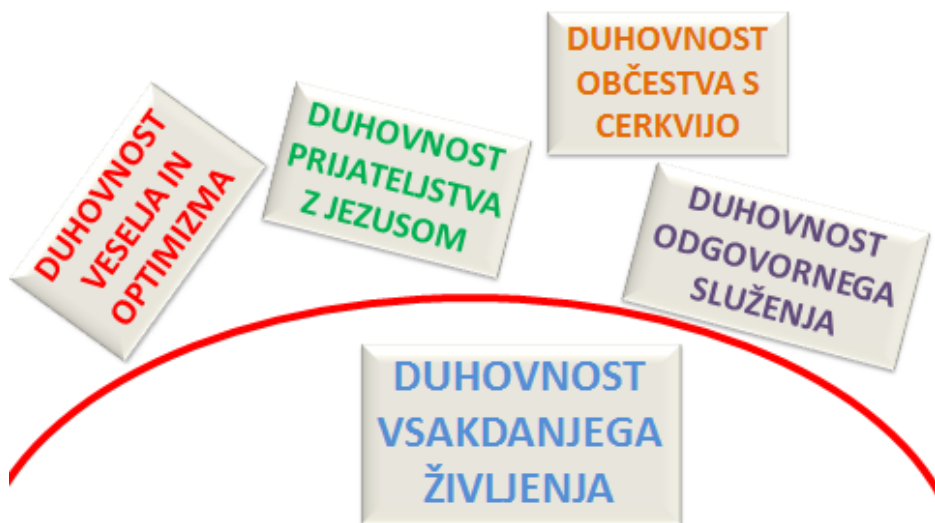 DUHOVNOST
VESELJA IN
OPTIMIZMA
DUHOVNOST
PRIJATELJSTVA
Z JEZUSOM
DUHOVNOST
OBČESTVA S
CERKVIJO
DUHOVNOST
ODGOVORNEGA
SLUŽENJA
DUHOVNOST
VSAKDANJEGA
ŽIVLJENJA